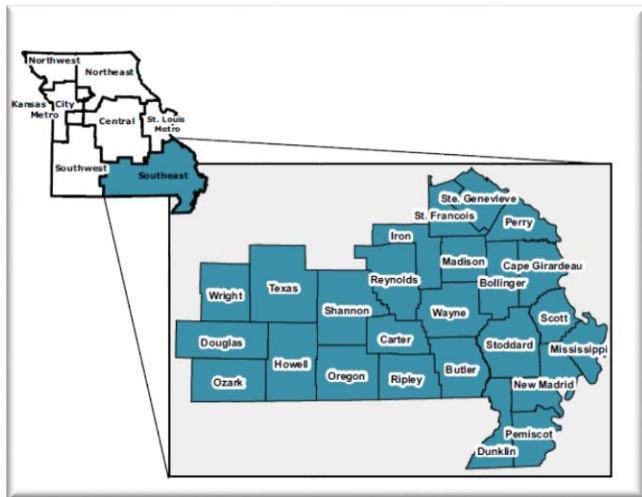 Northwest
Northeast
Kansas City
Metro
Central
St. Louis
Metro
Southwest
Southeast
Ste. Genevieve
St. Francois
Perry
Iron
Madison
Cape Girardeau
Reynolds
Bollinger
Texas
Wright
Shannon
Wayne
Scott
Carter
Stoddard
Mississippi
Douglas
Howell
Oregon
Ripley
Butler
Ozark
New Madrid
Pemiscot
Dunklin